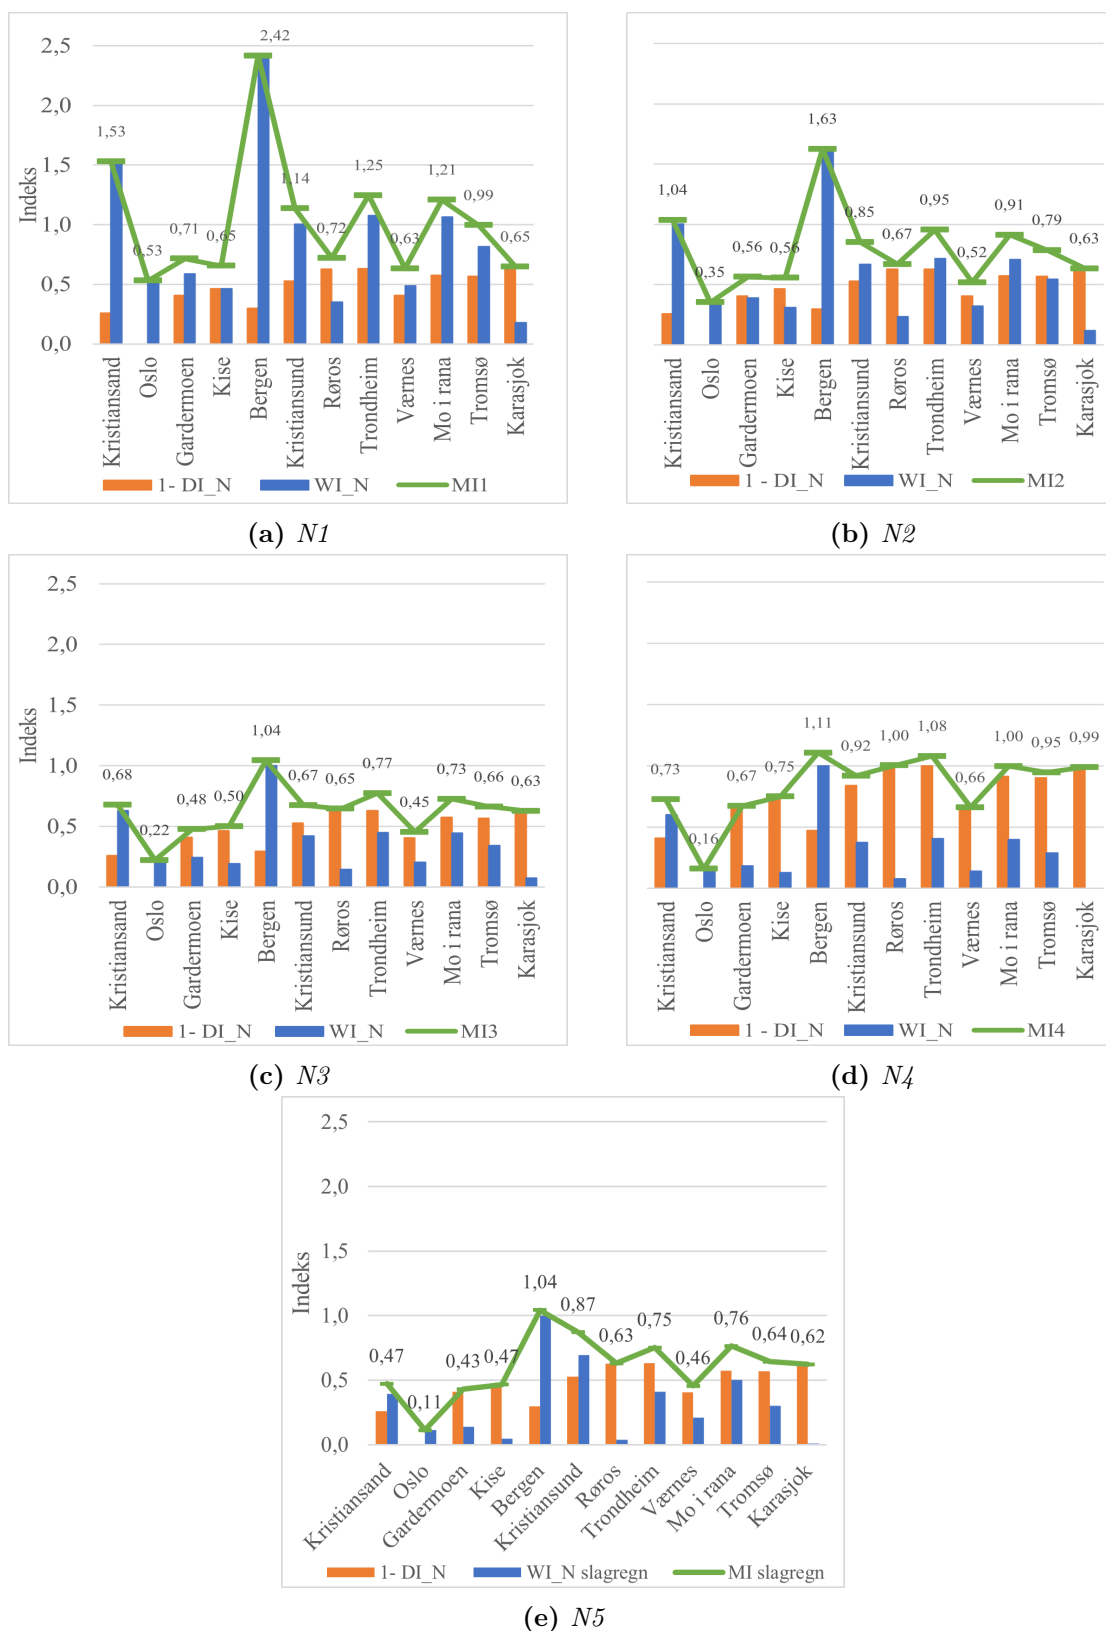 2,42
2,5
2,0
1,53
1,5
1,14
1,25
1,21
0,99
1,0
0,53
0,71
0,65
0,72
0,63
0,65
0,5
0,0
Indeks
Kristiansand
Oslo
Gardermoen
Kise
Bergen
Kristiansund
Røros
Trondheim
Værnes
Mo i rana
Tromsø
Karasjok
1- DI_N WI_N MI1
(a) N1
1,63
1,04
0,35
0,56
0,56
0,85
0,67
0,95
0,52
0,91
0,79
0,63
Kristiansand
Oslo
Gardermoen
Kise
Bergen
Kristiansund
Røros
Trondheim
Værnes
Mo i rana
Tromsø
Karasjok
1 - DI_N WI_N MI2
(b) N2
2,5
2,0
1,5
1,0
0,5
0,0
Indeks
0,68
0,22
0,48
0,50
1,04
0,67
0,65
0,77
0,45
0,73
0,66
0,63
Kristiansand
Oslo
Gardermoen
Kise
Bergen
Kristiansund
Røros
Trondheim
Værnes
Mo i rana
Tromsø
Karasjok
1 - DI_N WI_N MI3
(c) N3
0,73
0,16
0,67
0,75
1,11
0,92
1,00
1,08
0,66
1,00
0,95
0,99
Kristiansand
Oslo
Gardermoen
Kise
Bergen
Kristiansund
Røros
Trondheim
Værnes
Mo i rana
Tromsø
Karasjok
1 - DI_N WI_N MI4
(d) N4
2,5
2,0
1,5
1,0
0,5
0,0
Indeks
0,47
0,11
0,43
0,47
1,04
0,87
0,63
0,75
0,46
0,76
0,64
0,62
Kristiansand
Oslo
Gardermoen
Kise
Bergen
Kristiansund
Røros
Trondheim
Værnes
Mo i rana
Tromsø
Karasjok
1- DI_N WI_N slagregn MI slagregn
(e) N5